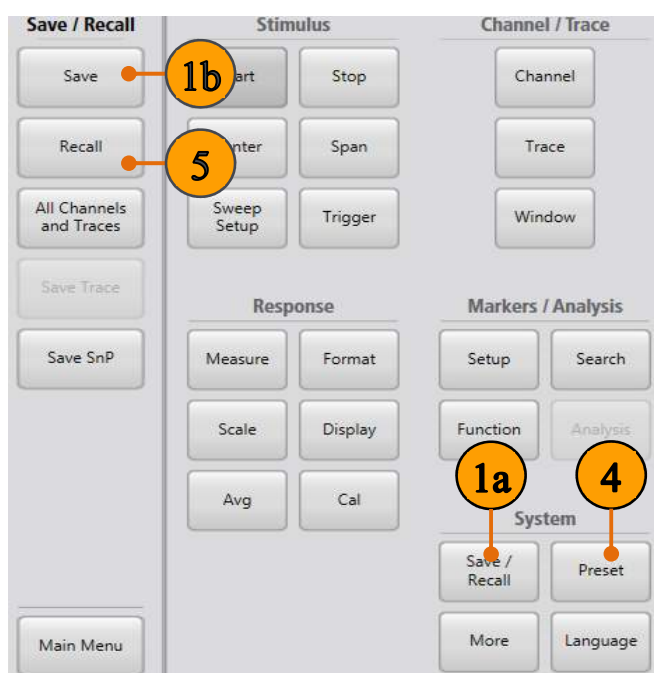 Save / Recall
Save
1b
Recall
5
All Channels
and Traces
Save Trace
Save SnP
Main Menu
Stimulus
art
Stop
nter
Span
Sweep
Setup
Trigger
Response
Measure
Format
Scale
Display
Avg
Cal
Channel / Trace
Channel
Trace
Window
Markers / Analysis
Setup
Search
Function
Analysis
1a
4
System
Save /
Recall
Preset
More
Language